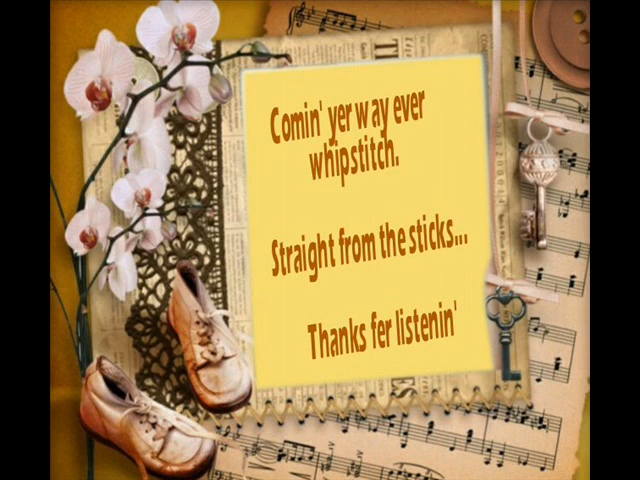 Comin' yer way ever
whipstitch.
Straight from the sticks...
Thanks fer listenin'